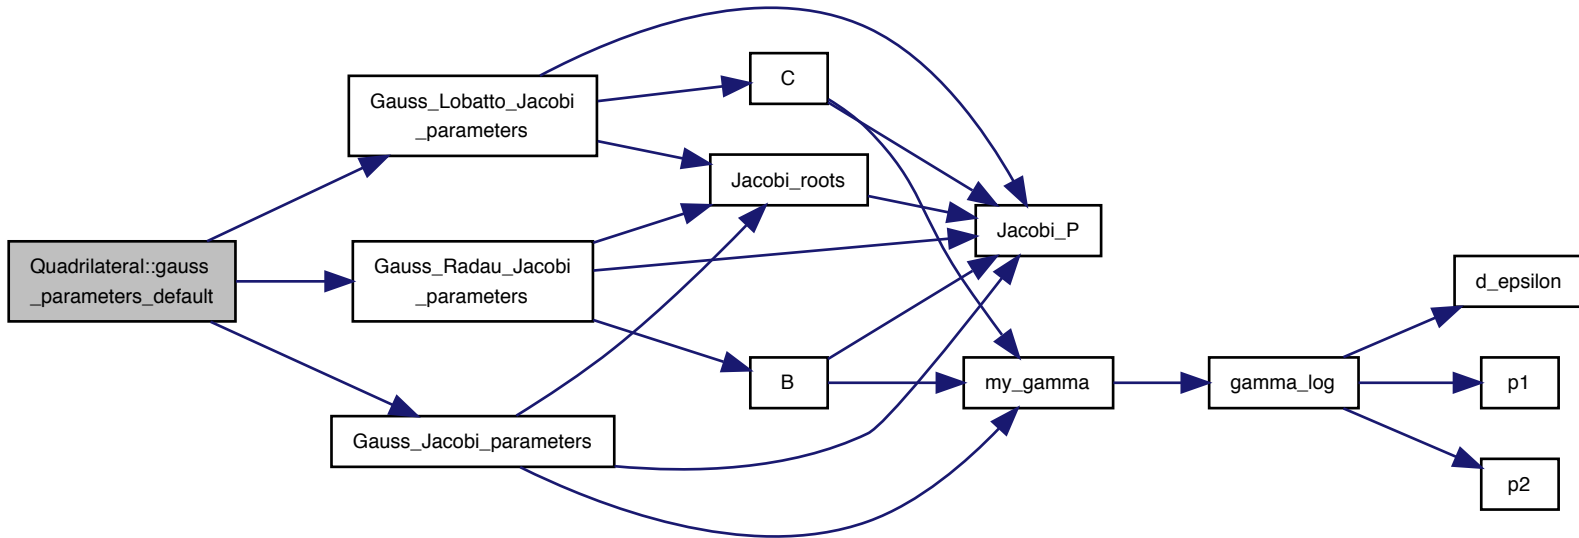 Quadrilateral::gauss
_parameters_default
Gauss_Lobatto_Jacobi
_parameters
Gauss_Radau_Jacobi
_parameters
Gauss_Jacobi_parameters
C
Jacobi_roots
B
Jacobi_P
my_gamma
gamma_log
d_epsilon
p1
p2